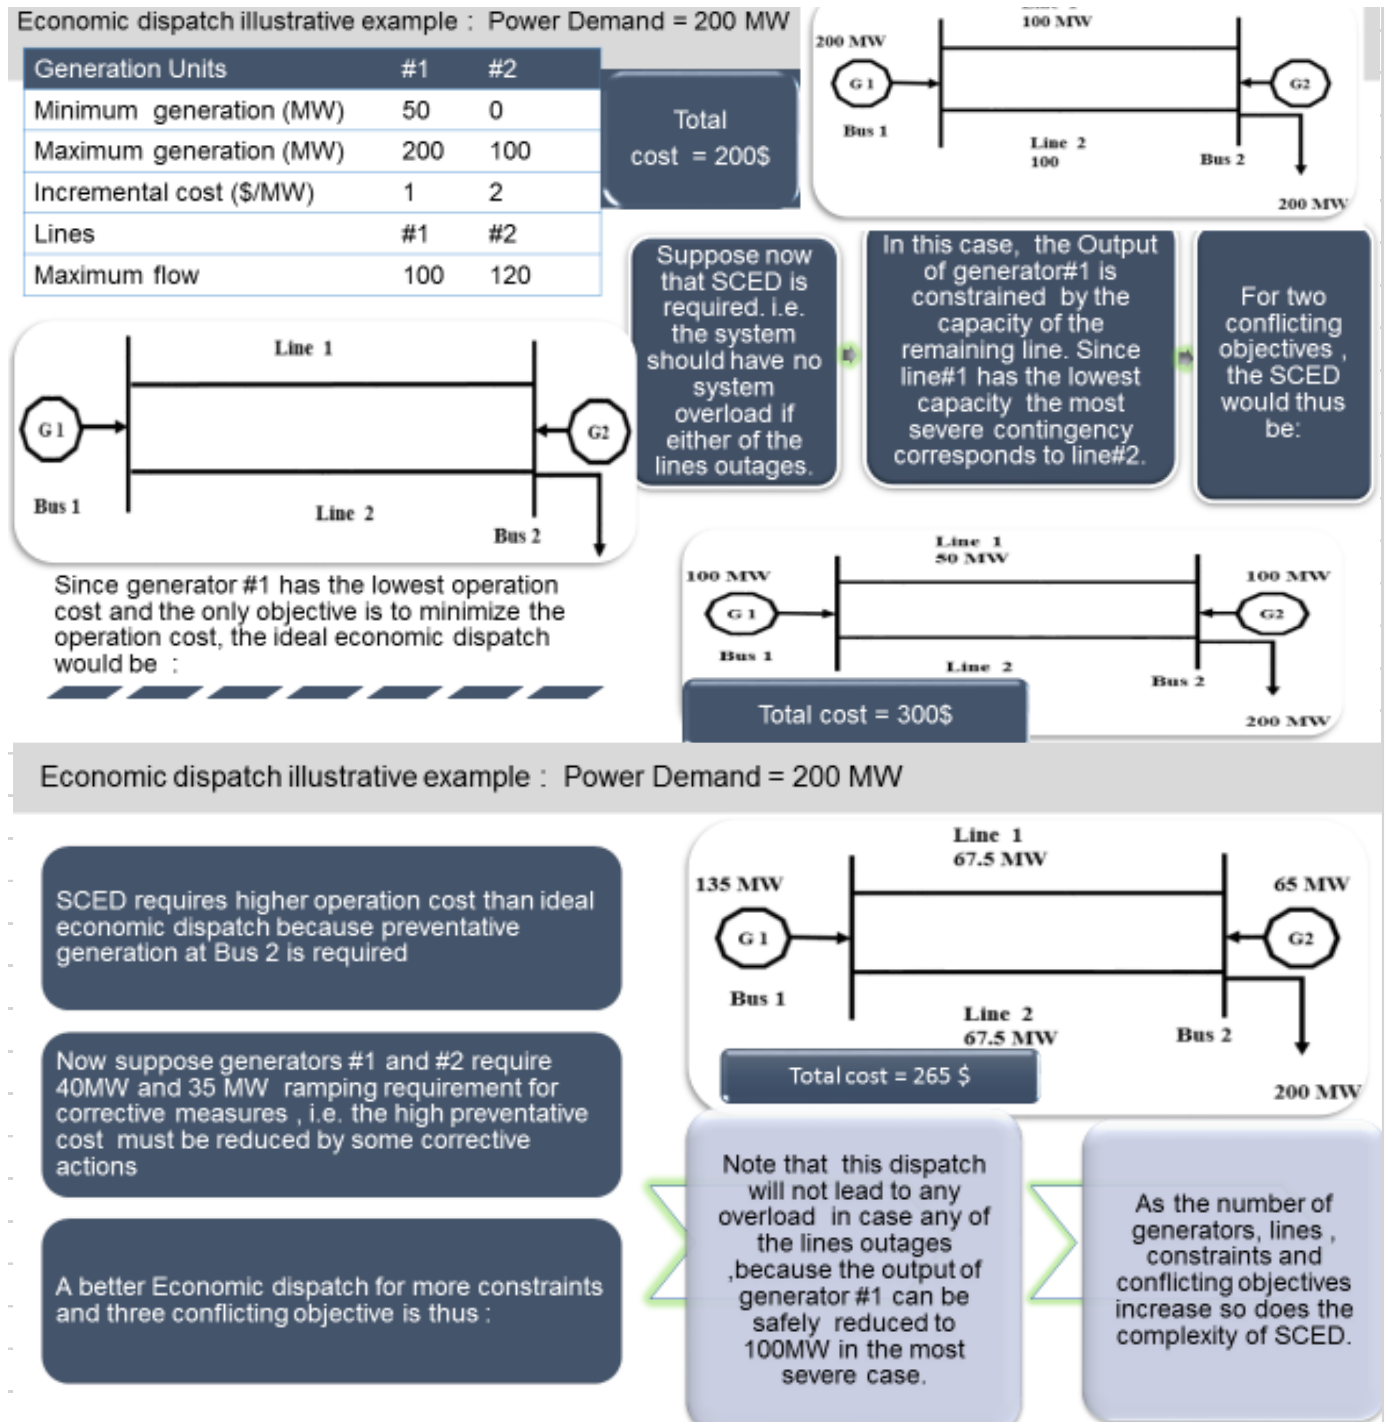 Economic dispatch illustrative example : Power Demand = 200 MW
Generation Units #1 #2
Minimum generation (MW) 50 0
Maximum generation (MW) 200 100
Incremental cost ($/MW) 1 2
Lines #1 #2
Maximum flow 100 120
Total
cost = 200$
100 MW
200 MW
G 1
G2
Bus 1
Line 2
100
Bus 2
200 MW
Line 1
G 1
G2
Bus 1
Line 2
Bus 2
Since generator #1 has the lowest operation
cost and the only objective is to minimize the
operation cost, the ideal economic dispatch
would be :
Suppose now
that SCED is
required. i.e.
the system
should have no
system
overload if
either of the
lines outages.
In this case, the Output
of generator#1 is
constrained by the
capacity of the
remaining line. Since
line#1 has the lowest
capacity the most
severe contingency
corresponds to line#2.
For two
conflicting
objectives ,
the SCED
would thus
be:
Line 1
50 MW
100 MW
100 MW
G 1
G2
Bus 1
Line 2
Bus 2
200 MW
Total cost = 300$
Economic dispatch illustrative example : Power Demand = 200 MW
SCED requires higher operation cost than ideal
economic dispatch because preventative
generation at Bus 2 is required
Now suppose generators #1 and #2 require
40MW and 35 MW ramping requirement for
corrective measures , i.e. the high preventative
cost must be reduced by some corrective
actions
A better Economic dispatch for more constraints
and three conflicting objective is thus :
Line 1
67.5 MW
135 MW
65 MW
G 1
G2
Bus 1
Line 2
67.5 MW
Bus 2
200 MW
Total cost = 265 $
Note that this dispatch
will not lead to any
overload in case any of
the lines outages
,because the output of
generator #1 can be
safely reduced to
100MW in the most
severe case.
As the number of
generators, lines ,
constraints and
conflicting objectives
increase so does the
complexity of SCED.